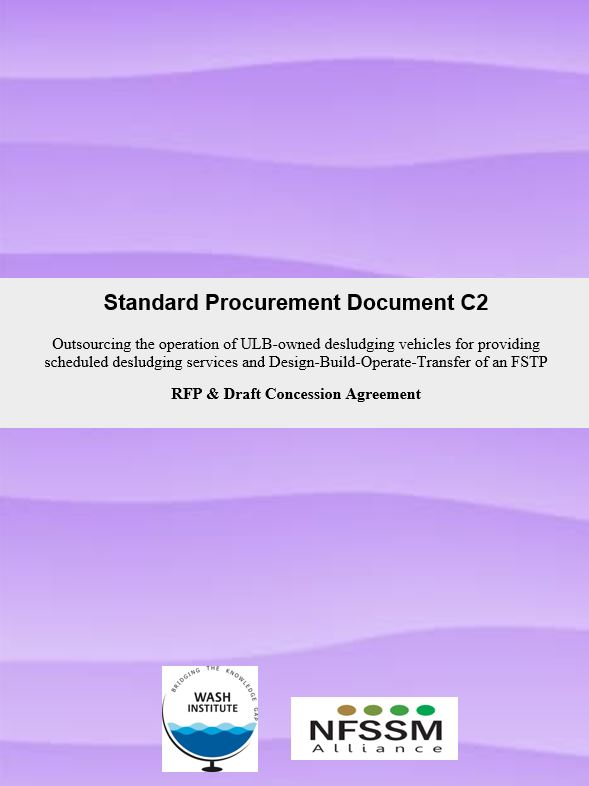 Standard Procurement Document C2
Outsourcing the operation of ULB-owned desludging vehicles for providing
scheduled desludging services and Design-Build-Operate-Transfer of an FSTP
RFP & Draft Concession Agreement
BRIDGING THE KNOWLEDGE GAP
WASH
INSTITUTE
NFSSM
Alliance